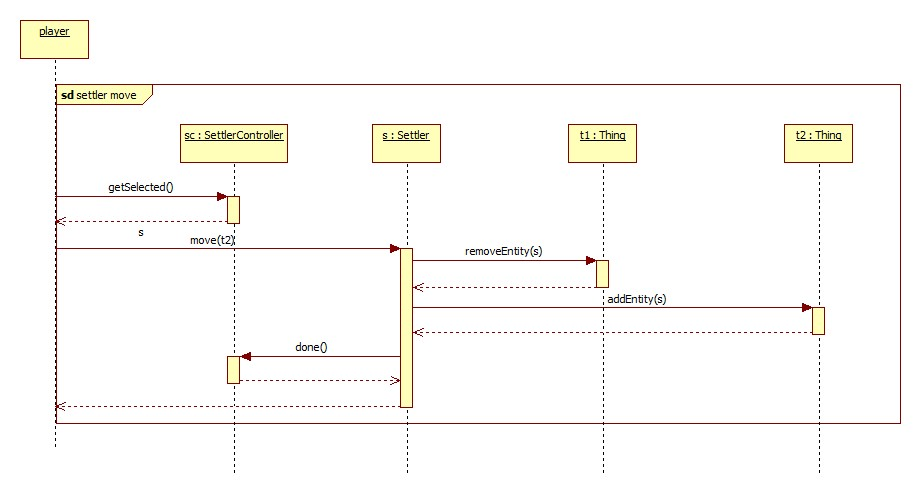 player
sd settler move
sc : SettlerController
s : Settler
t1 : Thing
t2 : Thing
getSelected()
s
move(t2)
removeEntity(s)
addEntity(s)
done()